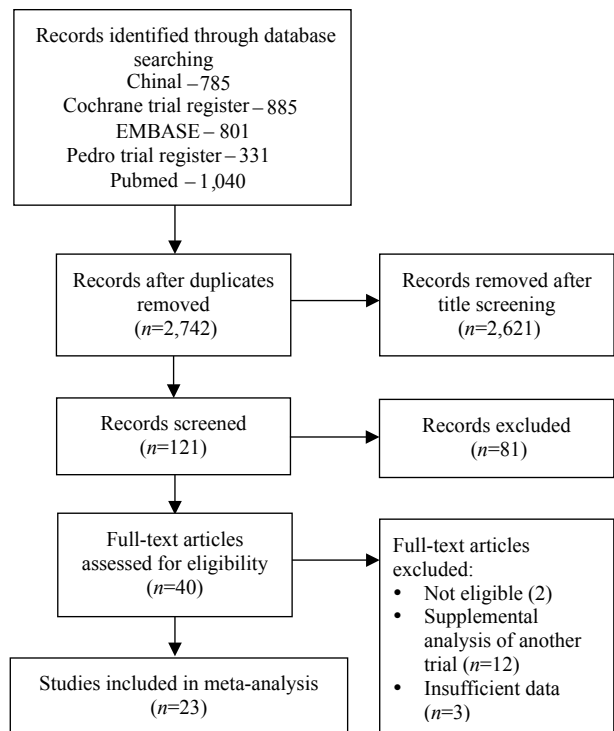 Records identified through database
searching
Chinal – 785
Cochrane trial register – 885
EMBASE – 801
Pedro trial register – 331
Pubmed – 1,040
Records after duplicates
removed
(n=2,742)
Records removed after
title screening
(n=2,621)
Records screened
(n=121)
Records excluded
(n=81)
Full-text articles
assessed for eligibility
(n=40)
Full-text articles
excluded:
• Not eligible (2)
• Supplemental
analysis of another
trial (n=12)
• Insufficient data
(n=3)
Studies included in meta-analysis
(n=23)